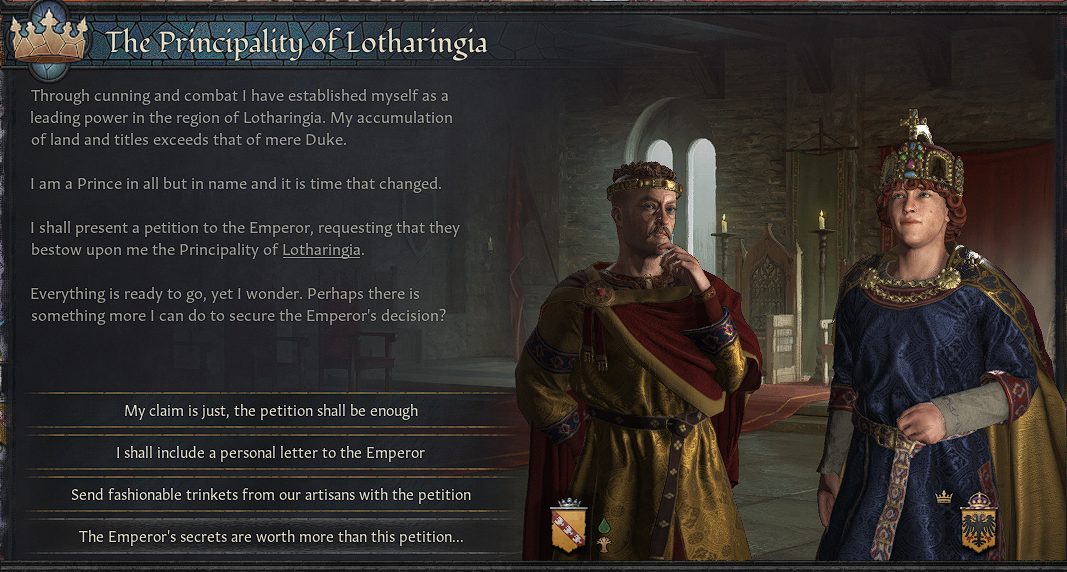 The Principality of Lotharingia
Through cunning and combat I have established myself as a
leading power in the region of Lotharingia. My accumulation
of land and titles exceeds that of mere Duke.
I am a Prince in all but in name and it is time that changed.
I shall present a petition to the Emperor, requesting that they
bestow upon me the Principality of Lotharingia.
Everything is ready to go, yet I wonder. Perhaps there is
something more I can do to secure the Emperor's decision?
My claim is just, the petition shall be enough
I shall include a personal letter to the Emperor
Send fashionable trinkets from our artisans with the petition
The Emperor's secrets are worth more than this petition...